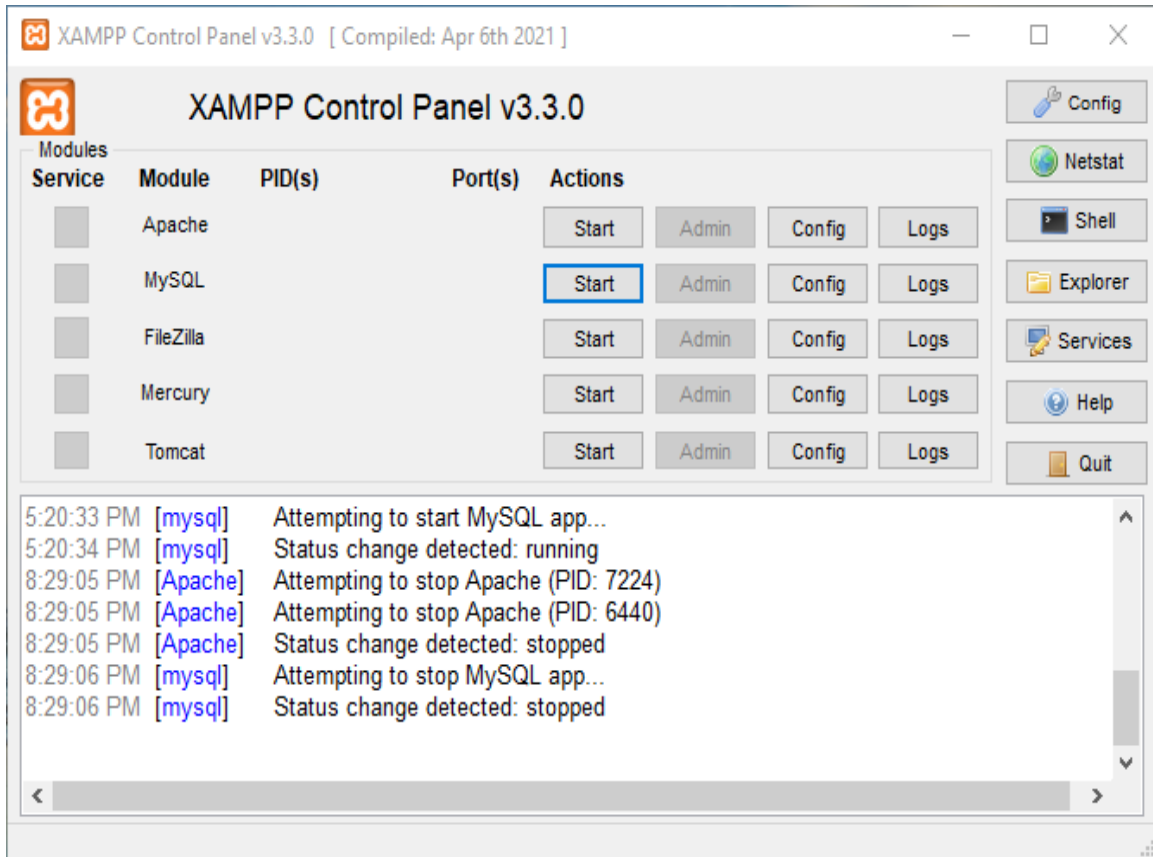 XAMPP Control Panel v3.3.0 [ Compiled: Apr 6th 2021 ]
XAMPP Control Panel v3.3.0
Config
Modules
Netstat
Service Module PID(s) Port(s) Actions
Apache Start Admin Config Logs
Shell
MySQL Start Admin Config Logs
Explorer
FileZilla Start Admin Config Logs
Services
Mercury Start Admin Config Logs
Help
Tomcat Start Admin Config Logs
Quit
5:20:33 PM [mysql] Attempting to start MySQL app...
5:20:34 PM [mysql] Status change detected: running
8:29:05 PM [Apache] Attempting to stop Apache (PID: 7224)
8:29:05 PM [Apache] Attempting to stop Apache (PID: 6440)
8:29:05 PM [Apache] Status change detected: stopped
8:29:06 PM [mysql] Attempting to stop MySQL app...
8:29:06 PM [mysql] Status change detected: stopped